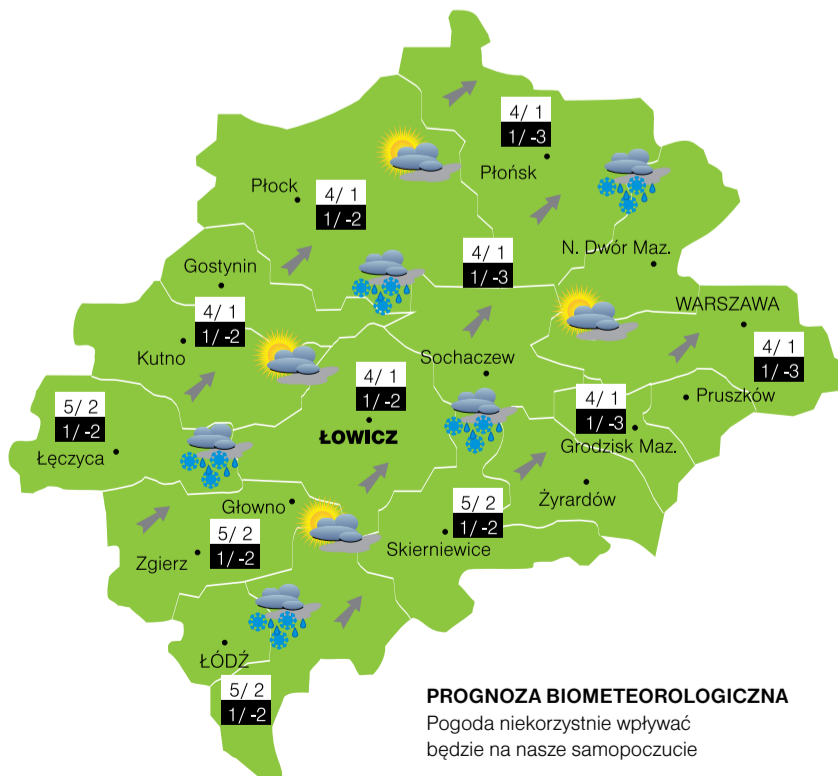 4/ 1
1/ -3
Płońsk
Płock
4/ 1
1/ -2
N. Dwór Maz.
4/ 1
1/ -3
Gostynin
4/ 1
1/ -2
Kutno
WARSZAWA
4/ 1
1/ -3
Sochaczew
4/ 1
1/ -2
ŁOWICZ
Pruszków
4/ 1
1/ -3
Grodzisk Maz.
5/ 2
1/ -2
Łęczyca
Żyrardów
Głowno
5/ 2
1/ -2
Skierniewice
5/ 2
1/ -2
Zgierz
ŁÓDŹ
5/ 2
1/ -2
PROGNOZA BIOMETEOROLOGICZNA
Pogoda niekorzystnie wpływać
będzie na nasze samopoczucie